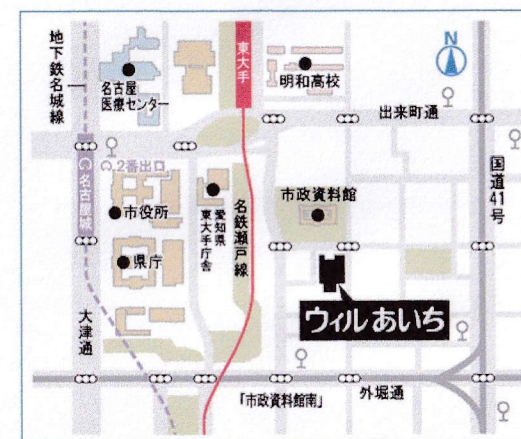 地下鉄名城線
東大手
N
名古屋
医療センター
明和高校
出来町通
2番出口
名古屋城
市役所
愛知県
東大手庁舎
名鉄瀬戸線
市政資料館
国道41号
県庁
ウィルあいち
大津通
「市政資料館南」
外堀通